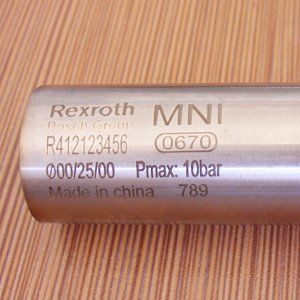 Rexroth MNI
Bosch Group
R412123456 0670
Ø00/25/00 Pmax: 10bar
Made in china 789